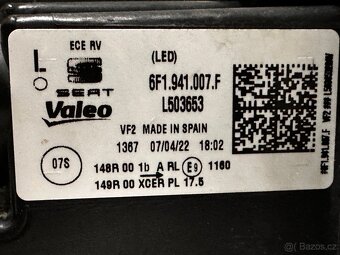 ECE RV
L
(LED)
SEAT
6F1.941.007.F
Valeo
L503653
VF2 MADE IN SPAIN
1367 07/04/22 18:02
07S
148R 00 1b A RL E9 1160
149R 00 XCER PL 17.5
Bazos.cz